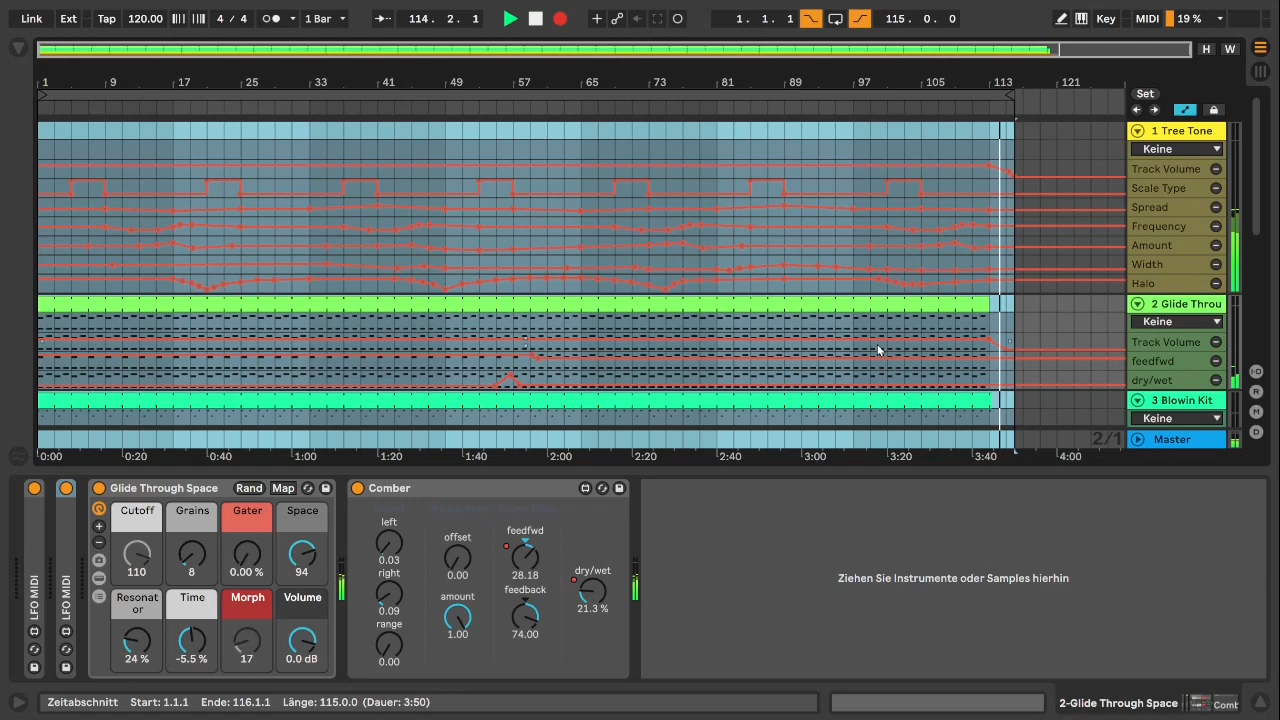 Link Ext Tap 120.00 4 / 4 1 Bar 114. 2. 1 1. 1. 1 115. 0. 0 Key MIDI 19 %
H W
1 9 17 25 33 41 49 57 65 73 81 89 97 105 113 121
Set
1 Tree Tone
Keine
Track Volume
Scale Type
Spread
Frequency
Amount
Width
Halo
2 Glide Throu
Keine
Track Volume
feedfwd
dry/wet
3 Blowin Kit
Keine
2/1 Master
0:00 0:20 0:40 1:00 1:20 1:40 2:00 2:20 2:40 3:00 3:20 3:40 4:00
I·O
R
M
D
LFO MIDI
LFO MIDI
Glide Through Space Rand Map
Cutoff Grains Gater Space
110 8 0.00 % 94
Resonator Time Morph Volume
24 % -5.5 % 17 0.0 dB
Comber
left
0.03
right
0.09
range
0.00
offset
0.00
amount
1.00
feedfwd
28.18
feedback
74.00
dry/wet
21.3 %
Ziehen Sie Instrumente oder Samples hierhin
Zeitabschnitt Start: 1.1.1 Ende: 116.1.1 Länge: 115.0.0 (Dauer: 3:50)
2-Glide Through Space Comb